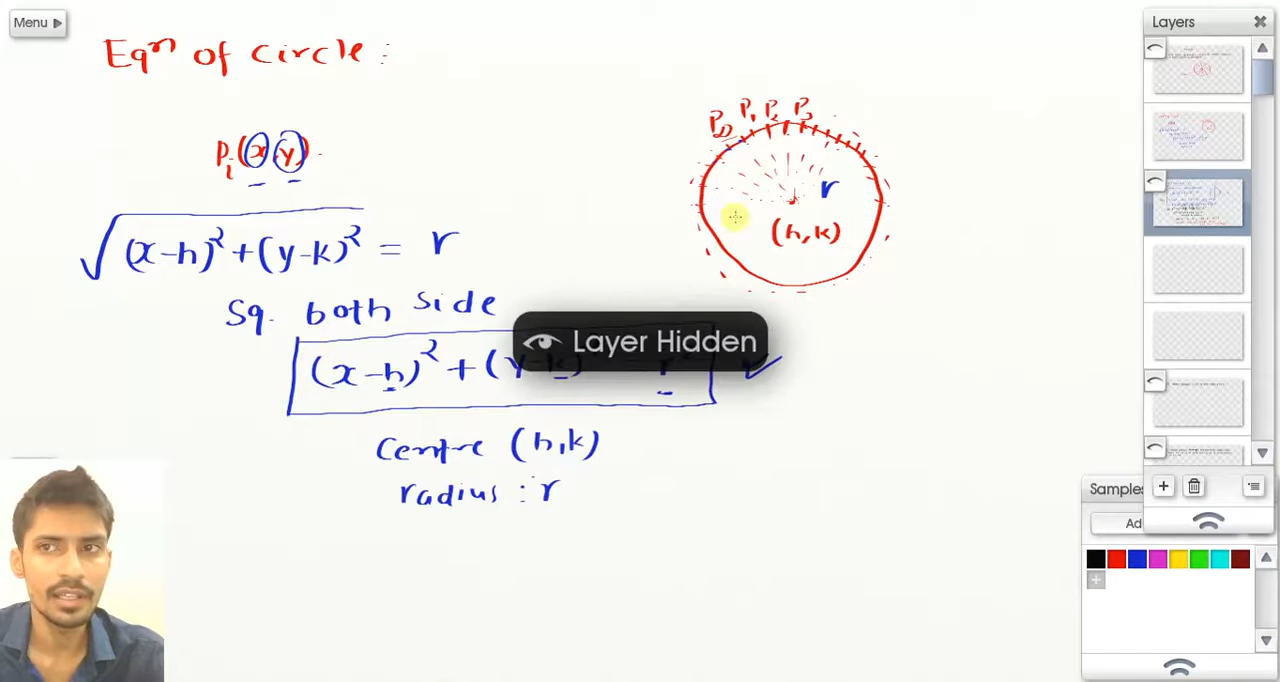 Menu
Layers
Eqn of circle :
P1 P2 P3
P1 (x, y)
r
√(x-h)²+(y-k)² = r
(h,k)
Sq. both side
Layer Hidden
(x-h)²+(y-k)
Centre (h,k)
radius : r
Samples
Ad